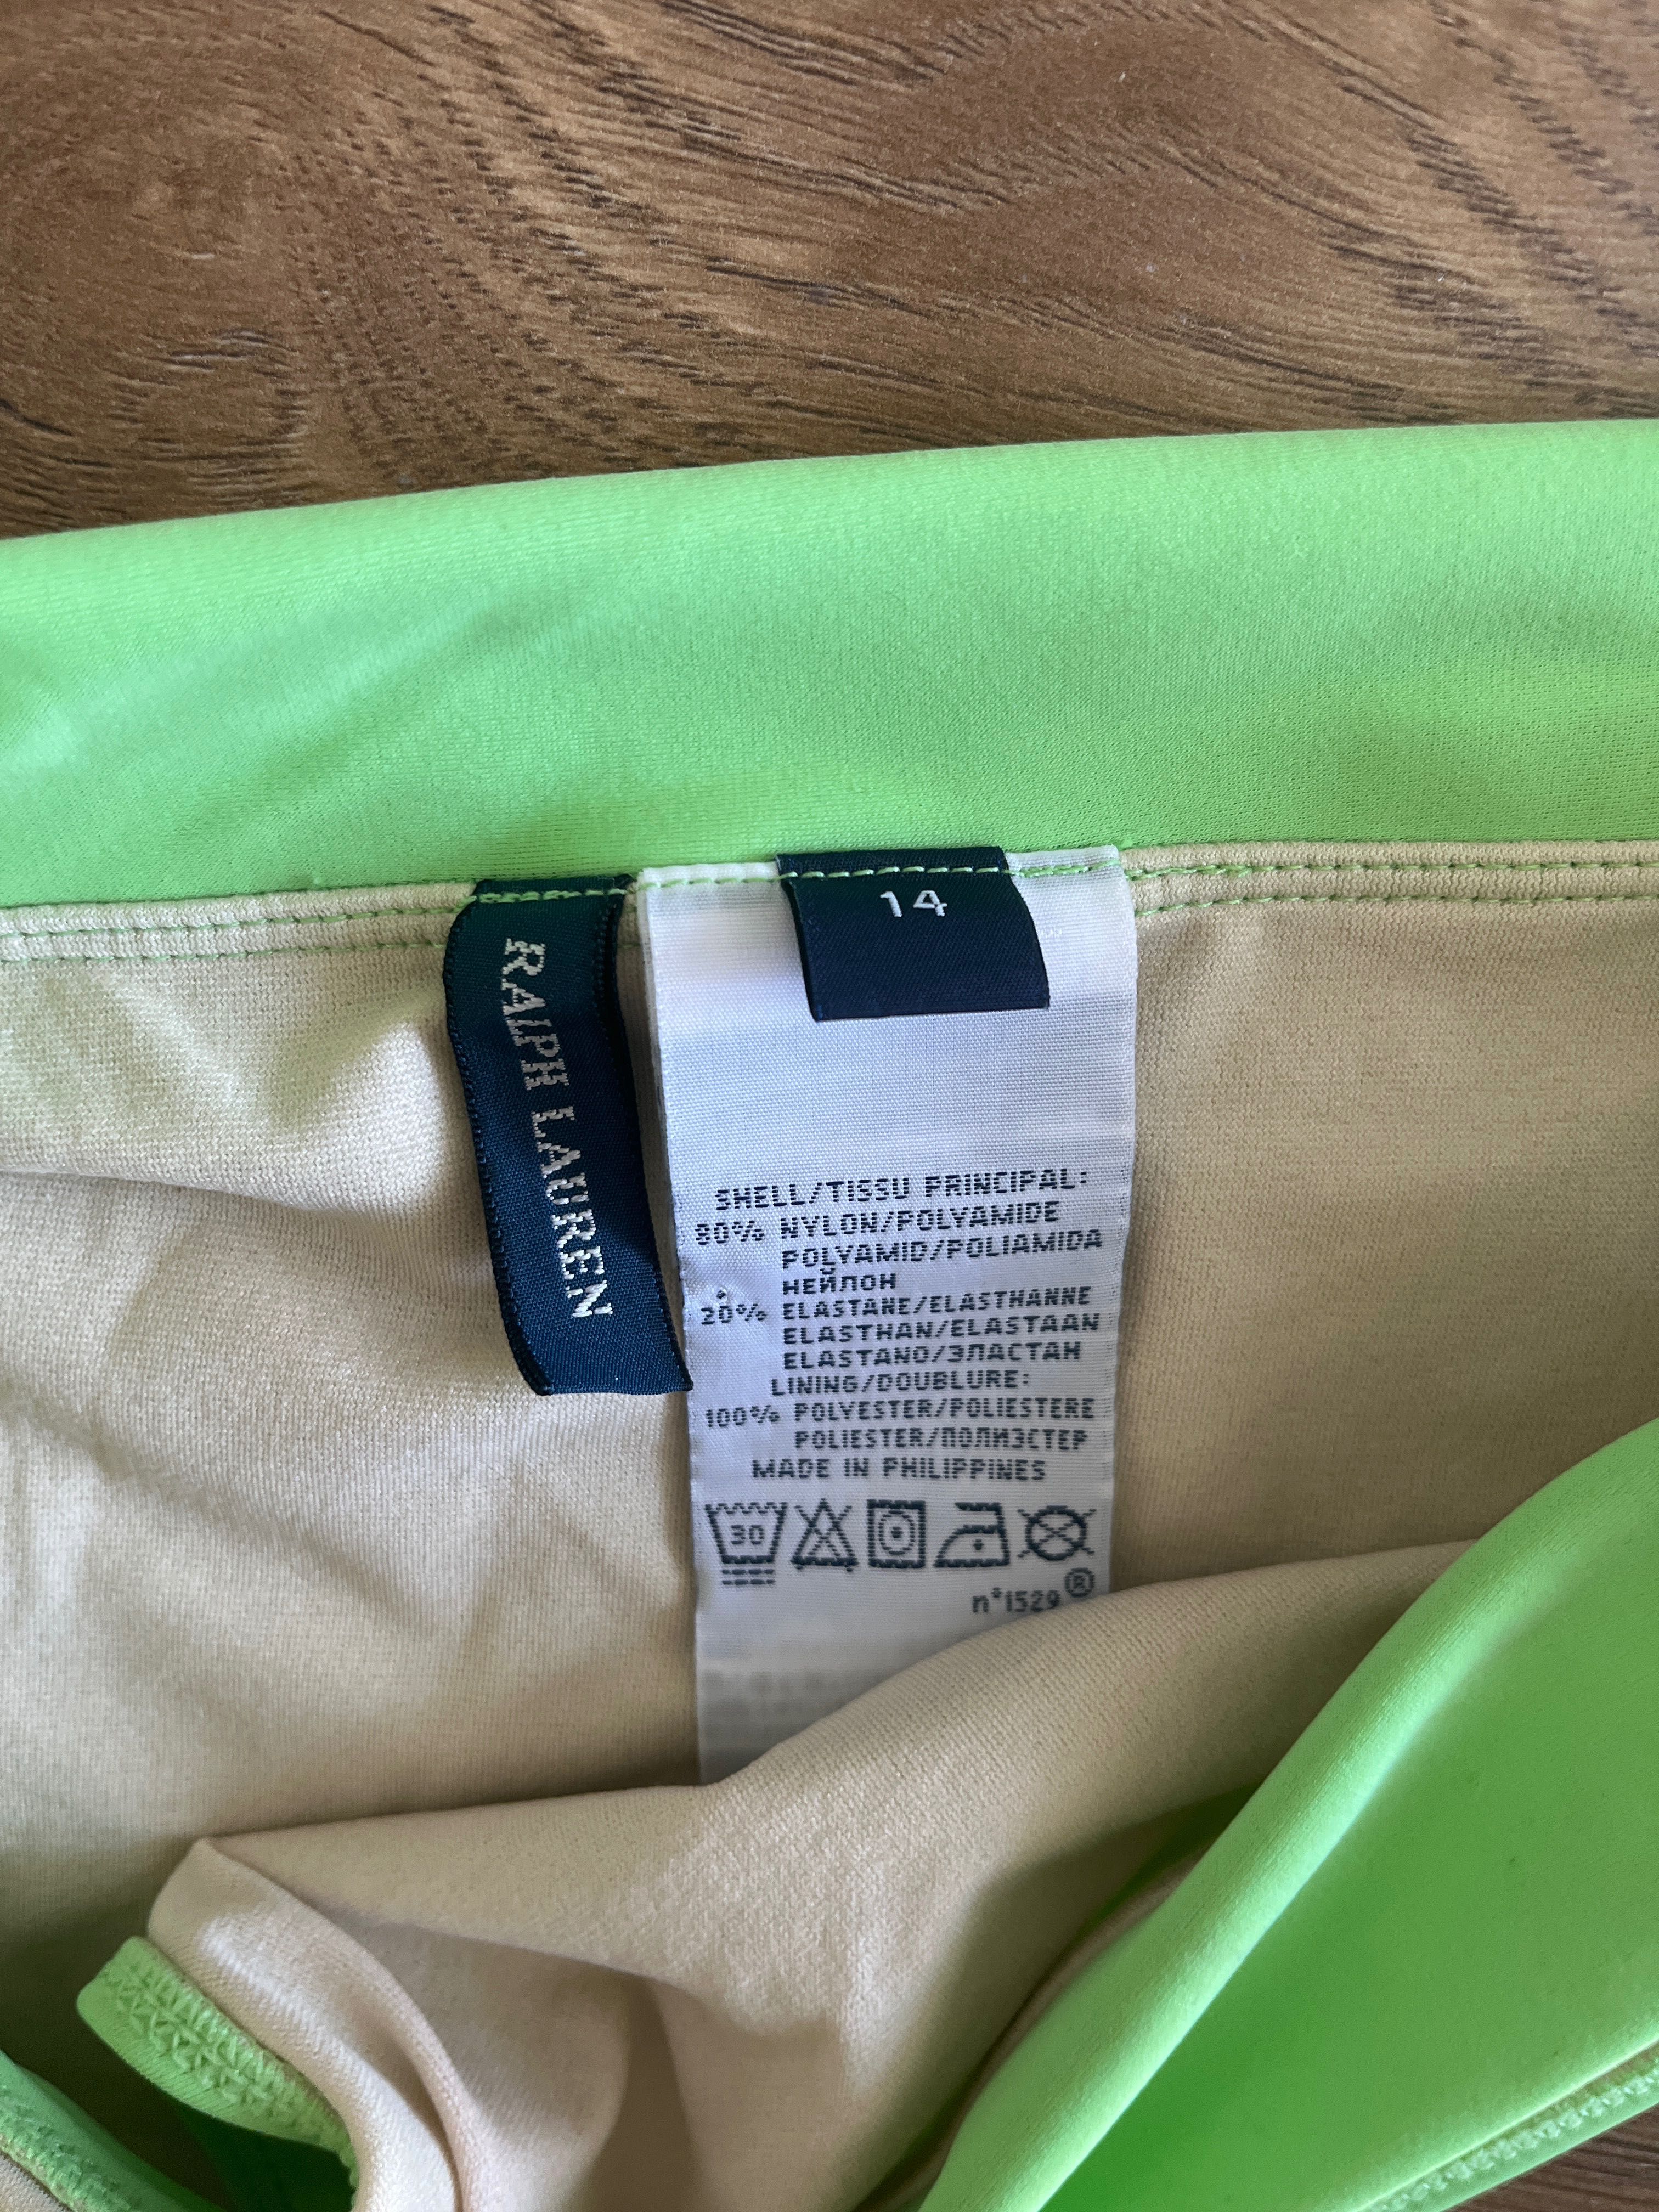 RALPH LAUREN
14
SHELL/TISSU PRINCIPAL:
80% NYLON/POLYAMIDE
POLYAMID/POLIAMIDA
НЕЙЛОН
20% ELASTANE/ELASTHANNE
ELASTHAN/ELASTAAN
ELASTANO/ЭЛАСТАН
LINING/DOUBLURE:
100% POLYESTER/POLIESTERE
POLIESTER/ПОЛИЭСТЕР
MADE IN PHILIPPINES
30
n°1529 ®